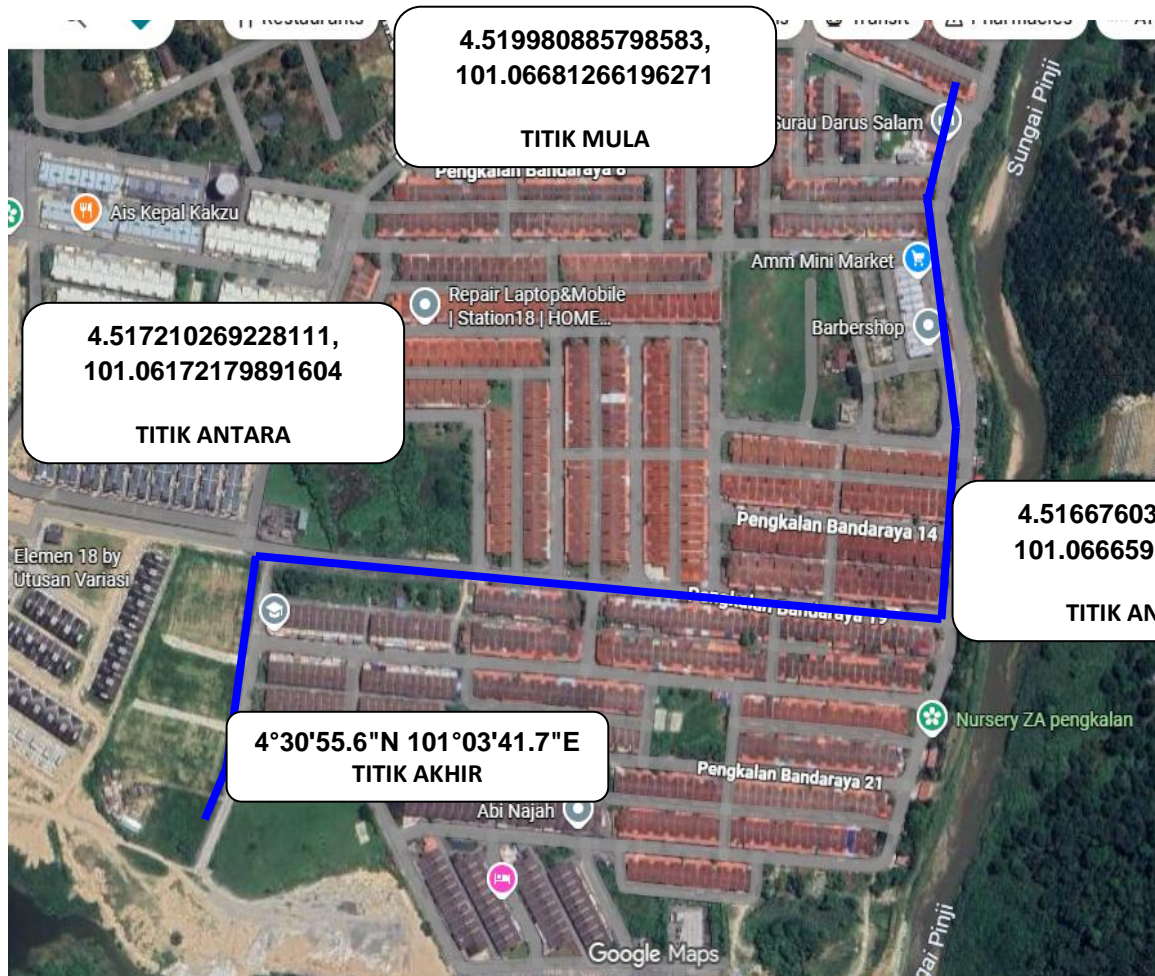 Restaurants
Transit
Pharmacies
4.519980885798583,
101.06681266196271
TITIK MULA
Surau Darus Salam
Sungai Pinji
Pengkalan Bandaraya 8
Ais Kepal Kakzu
Amm Mini Market
Repair Laptop&Mobile
| Station18 | HOME...
Barbershop
4.517210269228111,
101.06172179891604
TITIK ANTARA
Pengkalan Bandaraya 14
4.51667603
101.066659
TITIK AN
Elemen 18 by
Utusan Variasi
Pengkalan Bandaraya 19
Nursery ZA pengkalan
4°30'55.6"N 101°03'41.7"E
TITIK AKHIR
Pengkalan Bandaraya 21
Abi Najah
Google Maps
gai Pinji